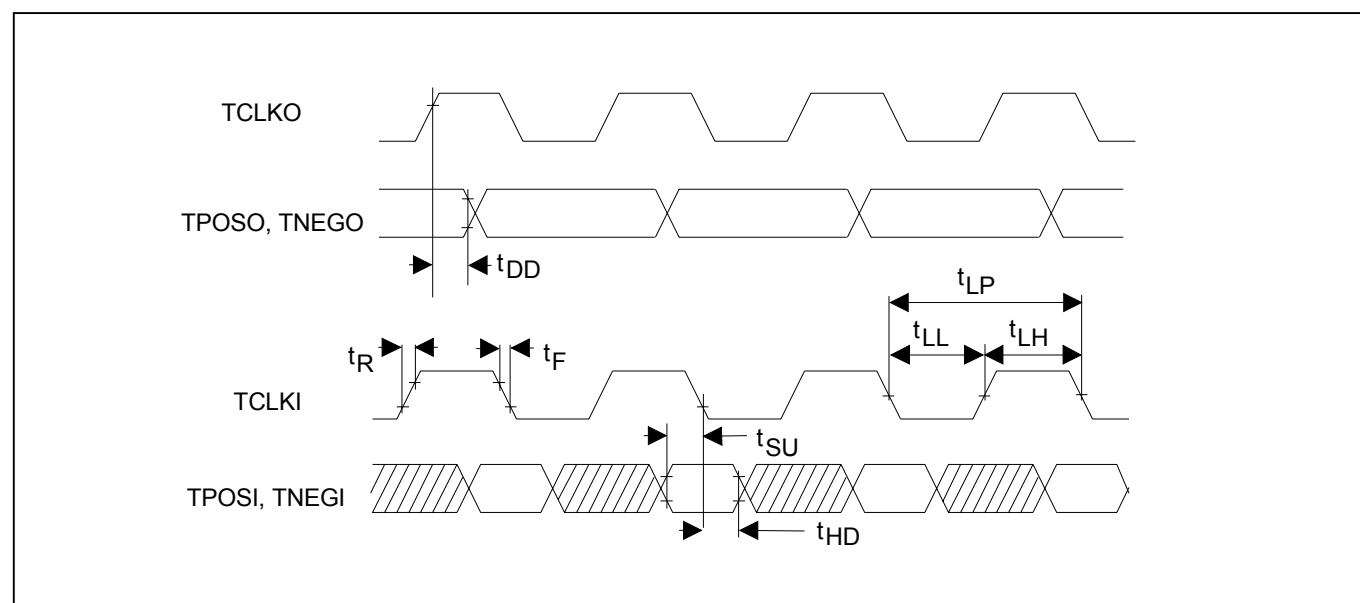 TCLKO
TPOSO, TNEGO
tDD
tLP
tLL
tLH
tR
tF
TCLKI
tSU
TPOSI, TNEGI
tHD